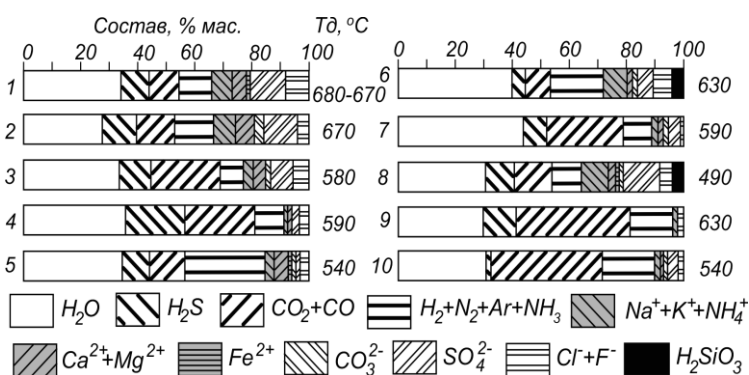 Состав, % мас. Тд, °С
0 20 40 60 80 100
0 20 40 60 80 100
1 680-670
6 630
2 670
7 590
3 580
8 490
4 590
9 630
5 540
10 540
H₂O H₂S CO₂+CO H₂+N₂+Ar+NH₃ Na⁺+K⁺+NH₄⁺
Ca²⁺+Mg²⁺ Fe²⁺ CO₃²⁻ SO₄²⁻ Cl⁻+F⁻ H₂SiO₃